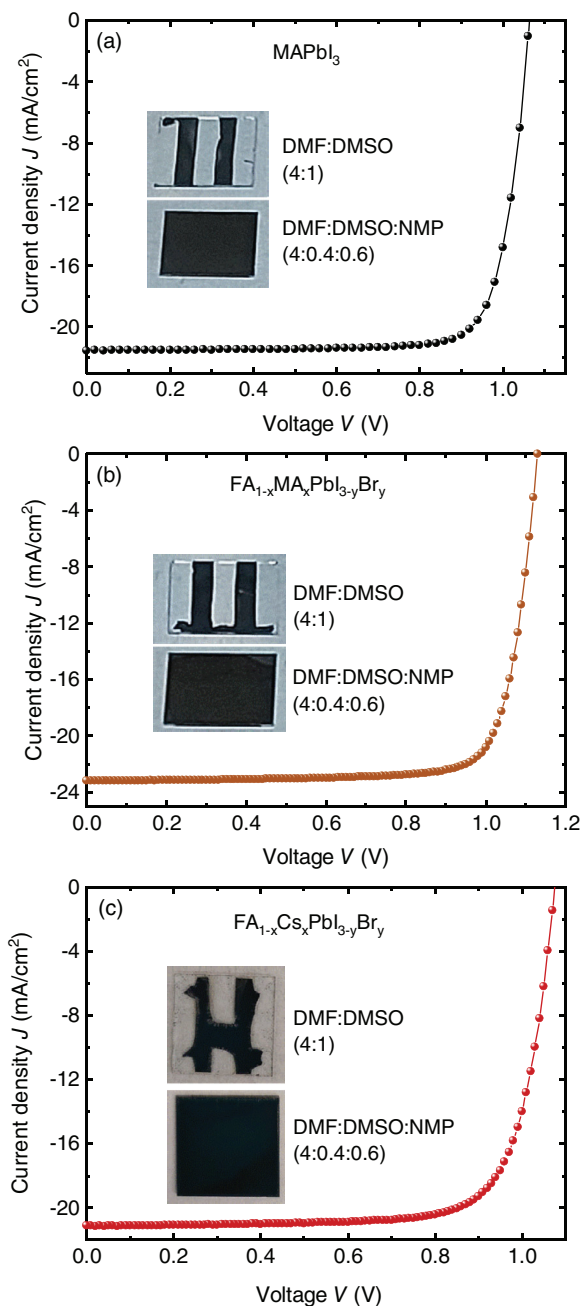 (a)
MAPbI3
DMF:DMSO
(4:1)
DMF:DMSO:NMP
(4:0.4:0.6)
Current density J (mA/cm²)
0
-4
-8
-12
-16
-20
0.0 0.2 0.4 0.6 0.8 1.0
Voltage V (V)
(b)
FA1-xMAxPbI3-yBry
DMF:DMSO
(4:1)
DMF:DMSO:NMP
(4:0.4:0.6)
Current density J (mA/cm²)
0
-4
-8
-12
-16
-20
-24
0.0 0.2 0.4 0.6 0.8 1.0 1.2
Voltage V (V)
(c)
FA1-xCsxPbI3-yBry
DMF:DMSO
(4:1)
DMF:DMSO:NMP
(4:0.4:0.6)
Current density J (mA/cm²)
0
-4
-8
-12
-16
-20
0.0 0.2 0.4 0.6 0.8 1.0
Voltage V (V)